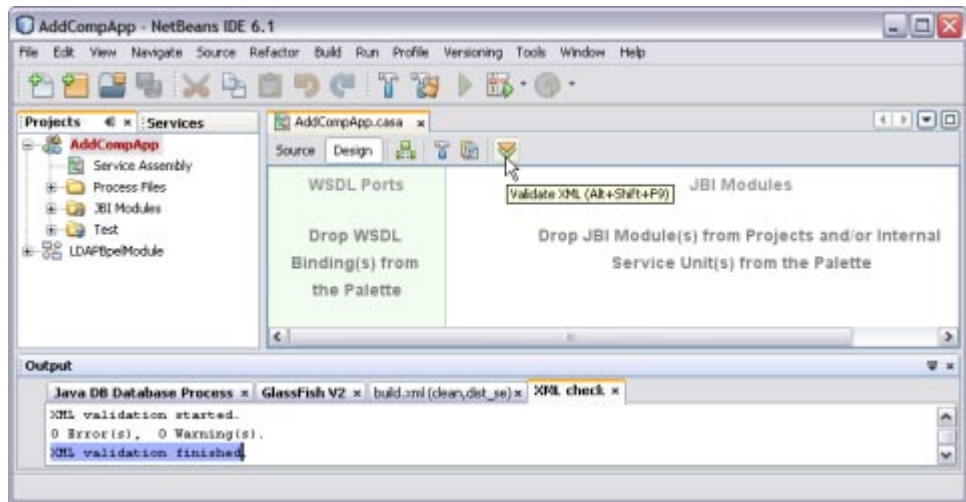 AddCompApp - NetBeans IDE 6.1
File Edit View Navigate Source Refactor Build Run Profile Versioning Tools Window Help
Projects Services
AddCompApp
Service Assembly
Process Files
JBI Modules
Test
LDAPBpelModule
AddCompApp.casa
Source Design
Validate XML (Alt+Shift+F9)
WSDL Ports
Drop WSDL
Binding(s) from
the Palette
JBI Modules
Drop JBI Module(s) from Projects and/or Internal
Service Unit(s) from the Palette
Output
Java DB Database Process GlassFish V2 build.xml (clean,dist_se) XML check
XML validation started.
0 Error(s), 0 Warning(s).
XML validation finished.